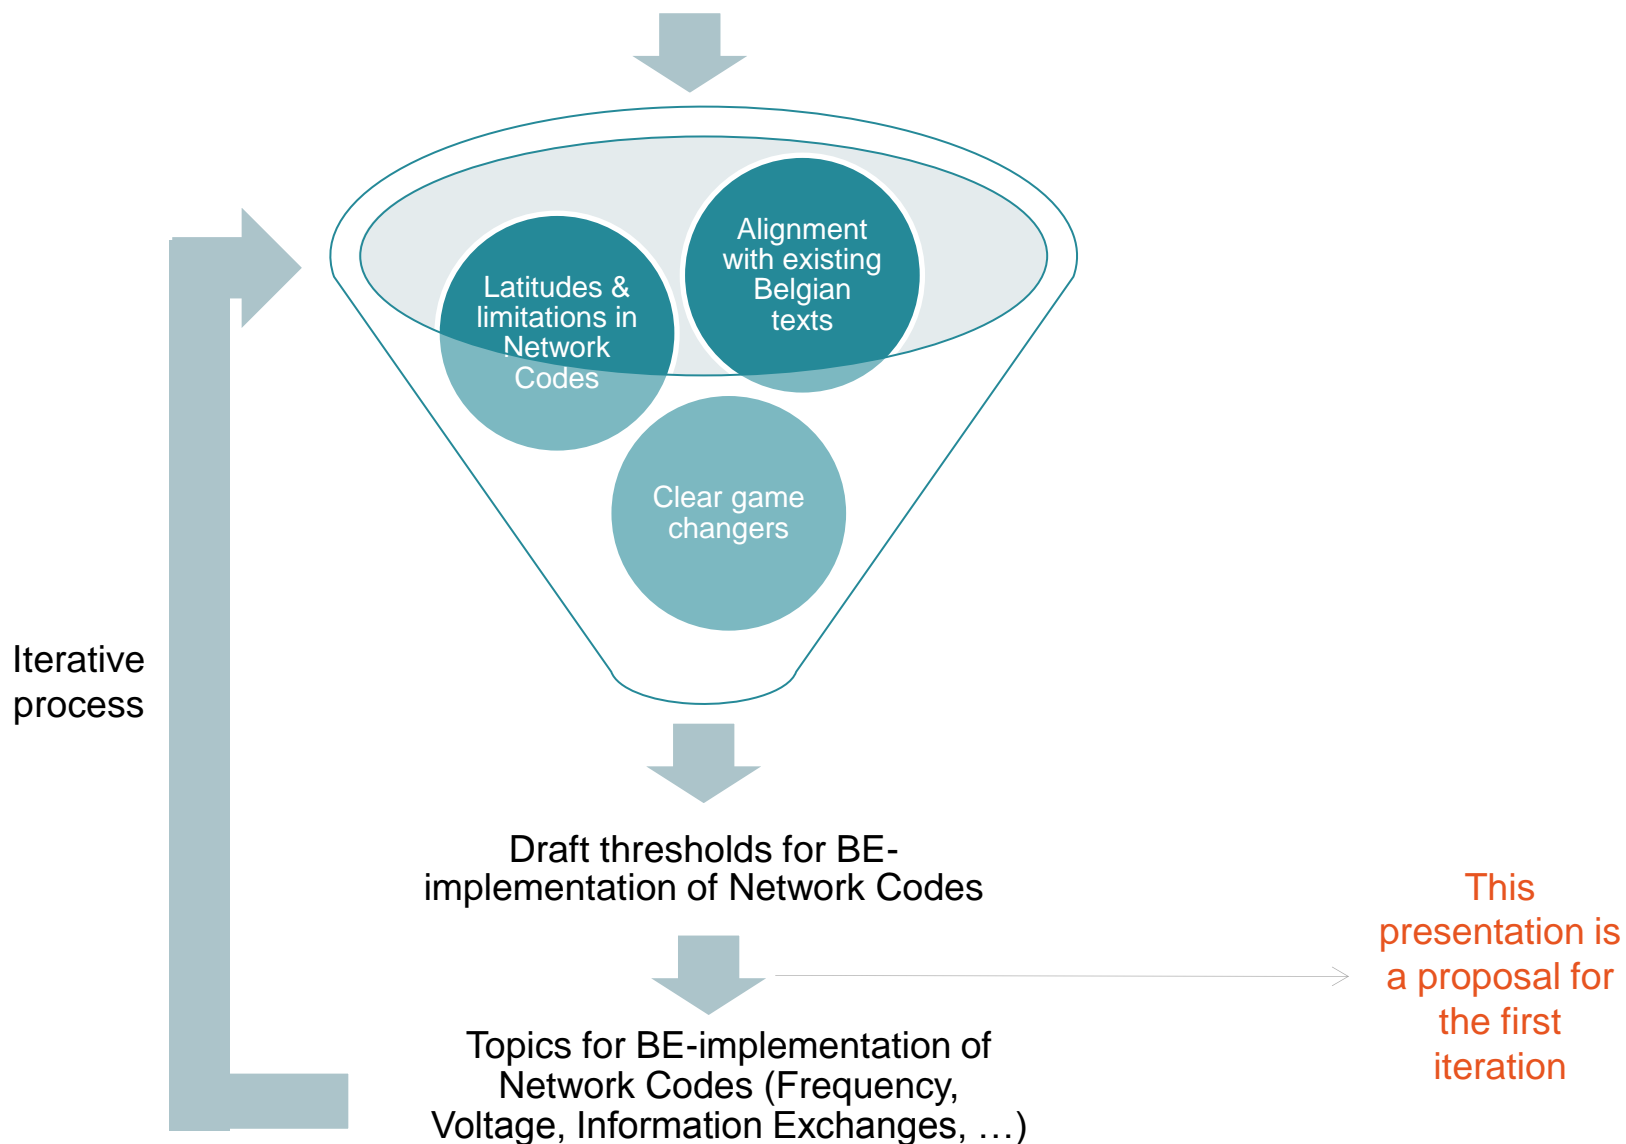 Alignment
with existing
Belgian
texts
Latitudes &
limitations in
Network
Codes
Clear game
changers
Iterative
process
Draft thresholds for BE-
implementation of Network Codes
This
presentation is
a proposal for
the first
iteration
Topics for BE-implementation of
Network Codes (Frequency,
Voltage, Information Exchanges, …)